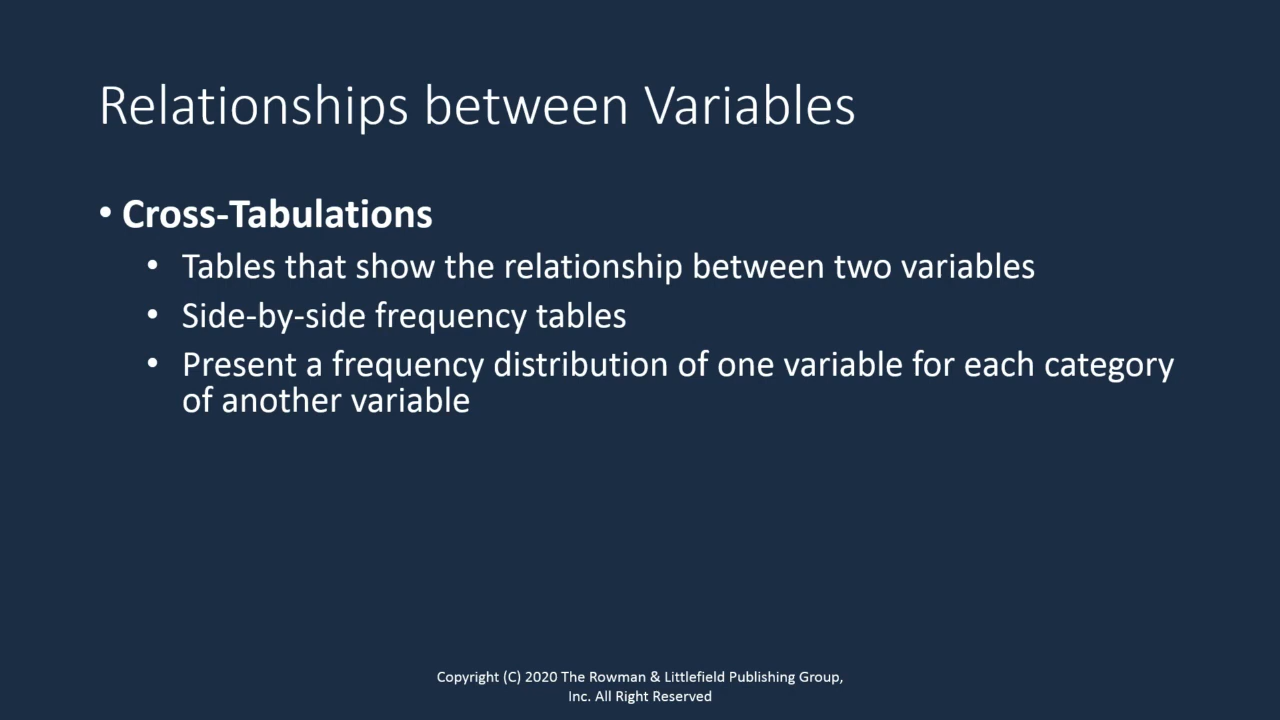 Relationships between Variables
• Cross-Tabulations
• Tables that show the relationship between two variables
• Side-by-side frequency tables
• Present a frequency distribution of one variable for each category
of another variable
Copyright (C) 2020 The Rowman & Littlefield Publishing Group,
Inc. All Right Reserved